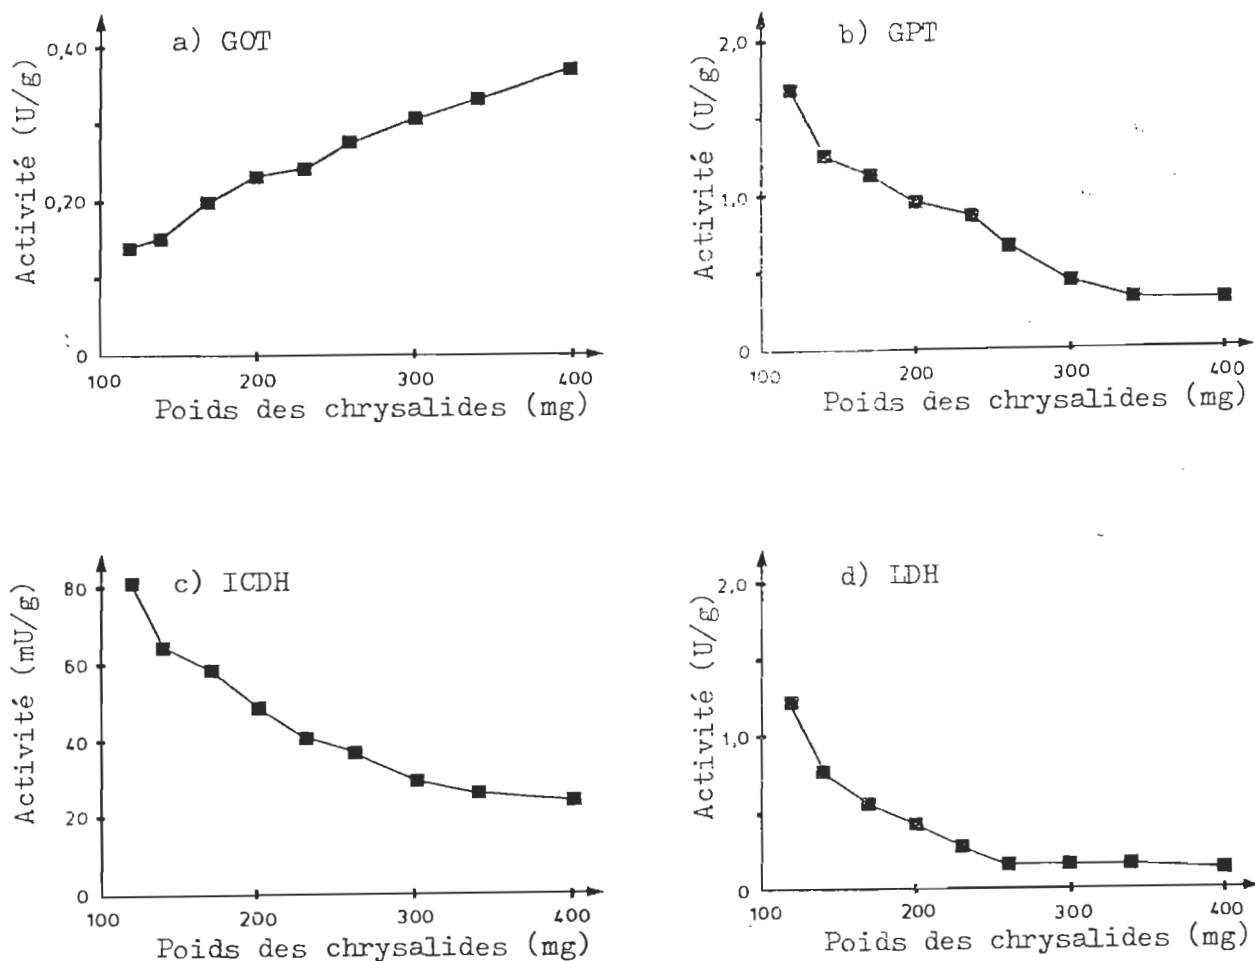 a) GOT
Activité (U/g)
0,40
0,20
0
100 200 300 400
Poids des chrysalides (mg)
b) GPT
Activité (U/g)
2,0
1,0
0
100 200 300 400
Poids des chrysalides (mg)
c) ICDH
Activité (mU/g)
80
60
40
20
0
100 200 300 400
Poids des chrysalides (mg)
d) LDH
Activité (U/g)
2,0
1,0
0
100 200 300 400
Poids des chrysalides (mg)